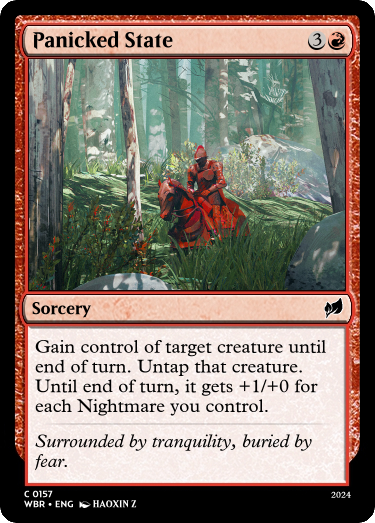 Panicked State 3
Sorcery
Gain control of target creature until
end of turn. Untap that creature.
Until end of turn, it gets +1/+0 for
each Nightmare you control.
Surrounded by tranquility, buried by
fear.
C 0157
2024
WBR • ENG HAOXIN Z